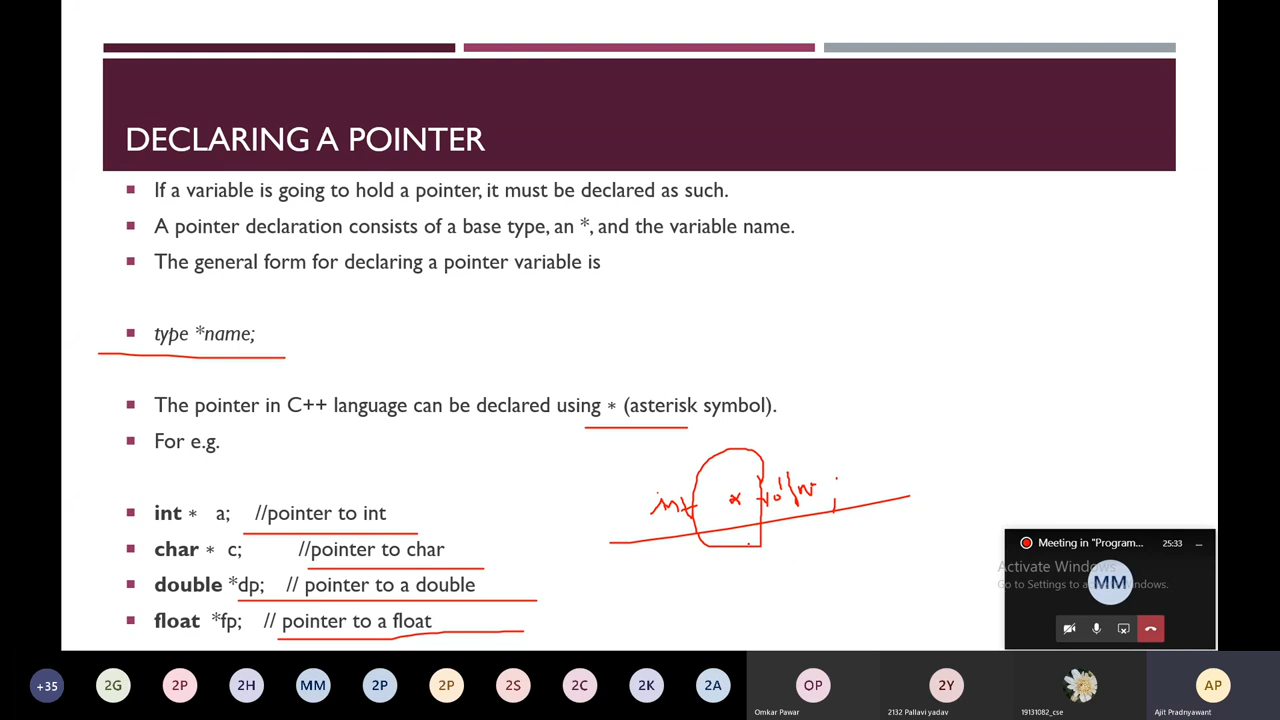 DECLARING A POINTER
If a variable is going to hold a pointer, it must be declared as such.
A pointer declaration consists of a base type, an *, and the variable name.
The general form for declaring a pointer variable is
type *name;
The pointer in C++ language can be declared using * (asterisk symbol).
For e.g.
int * a; //pointer to int
char * c; //pointer to char
double *dp; // pointer to a double
float *fp; // pointer to a float
int * ;
Meeting in "Program... 25:33
Activate Windows
Go to Settings to a Windows.
MM
+35 2G 2P 2H MM 2P 2P 2S 2C 2K 2A OP 2Y AP
Omkar Pawar 2132 Pallavi yadav 19131082_cse Ajit Pradnyawant